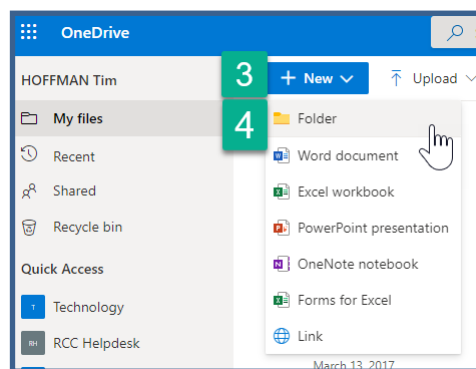 OneDrive
HOFFMAN Tim
3
+ New
Upload
My files
4
Folder
Recent
Word document
Shared
Excel workbook
Recycle bin
PowerPoint presentation
Quick Access
OneNote notebook
T Technology
Forms for Excel
RH RCC Helpdesk
Link
March 13, 2017